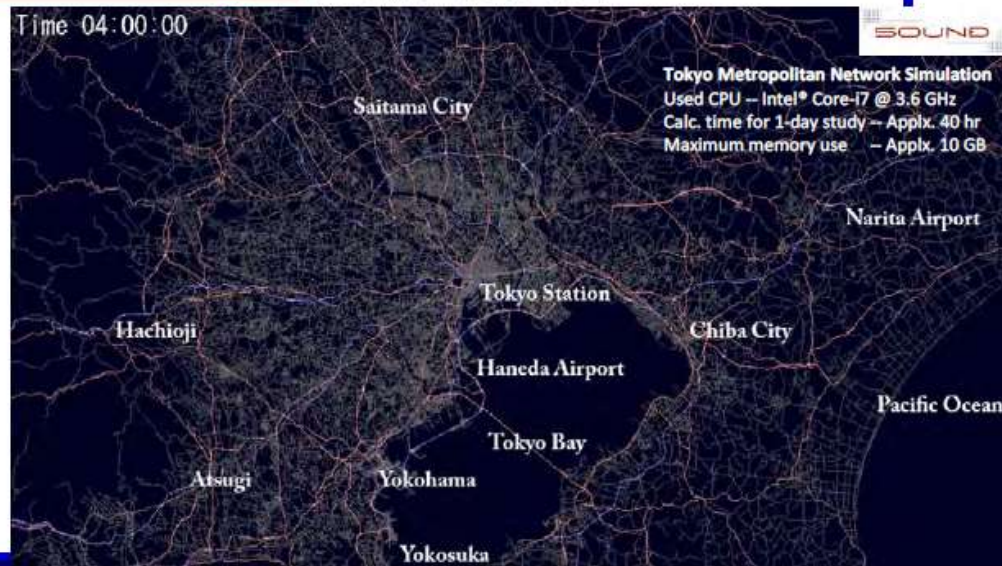 Time 04:00:00
SOUND
Tokyo Metropolitan Network Simulation
Used CPU -- Intel® Core-i7 @ 3.6 GHz
Calc. time for 1-day study -- Applx. 40 hr
Maximum memory use -- Applx. 10 GB
Saitama City
Narita Airport
Tokyo Station
Hachioji
Chiba City
Haneda Airport
Pacific Ocean
Tokyo Bay
Atsugi
Yokohama
Yokosuka